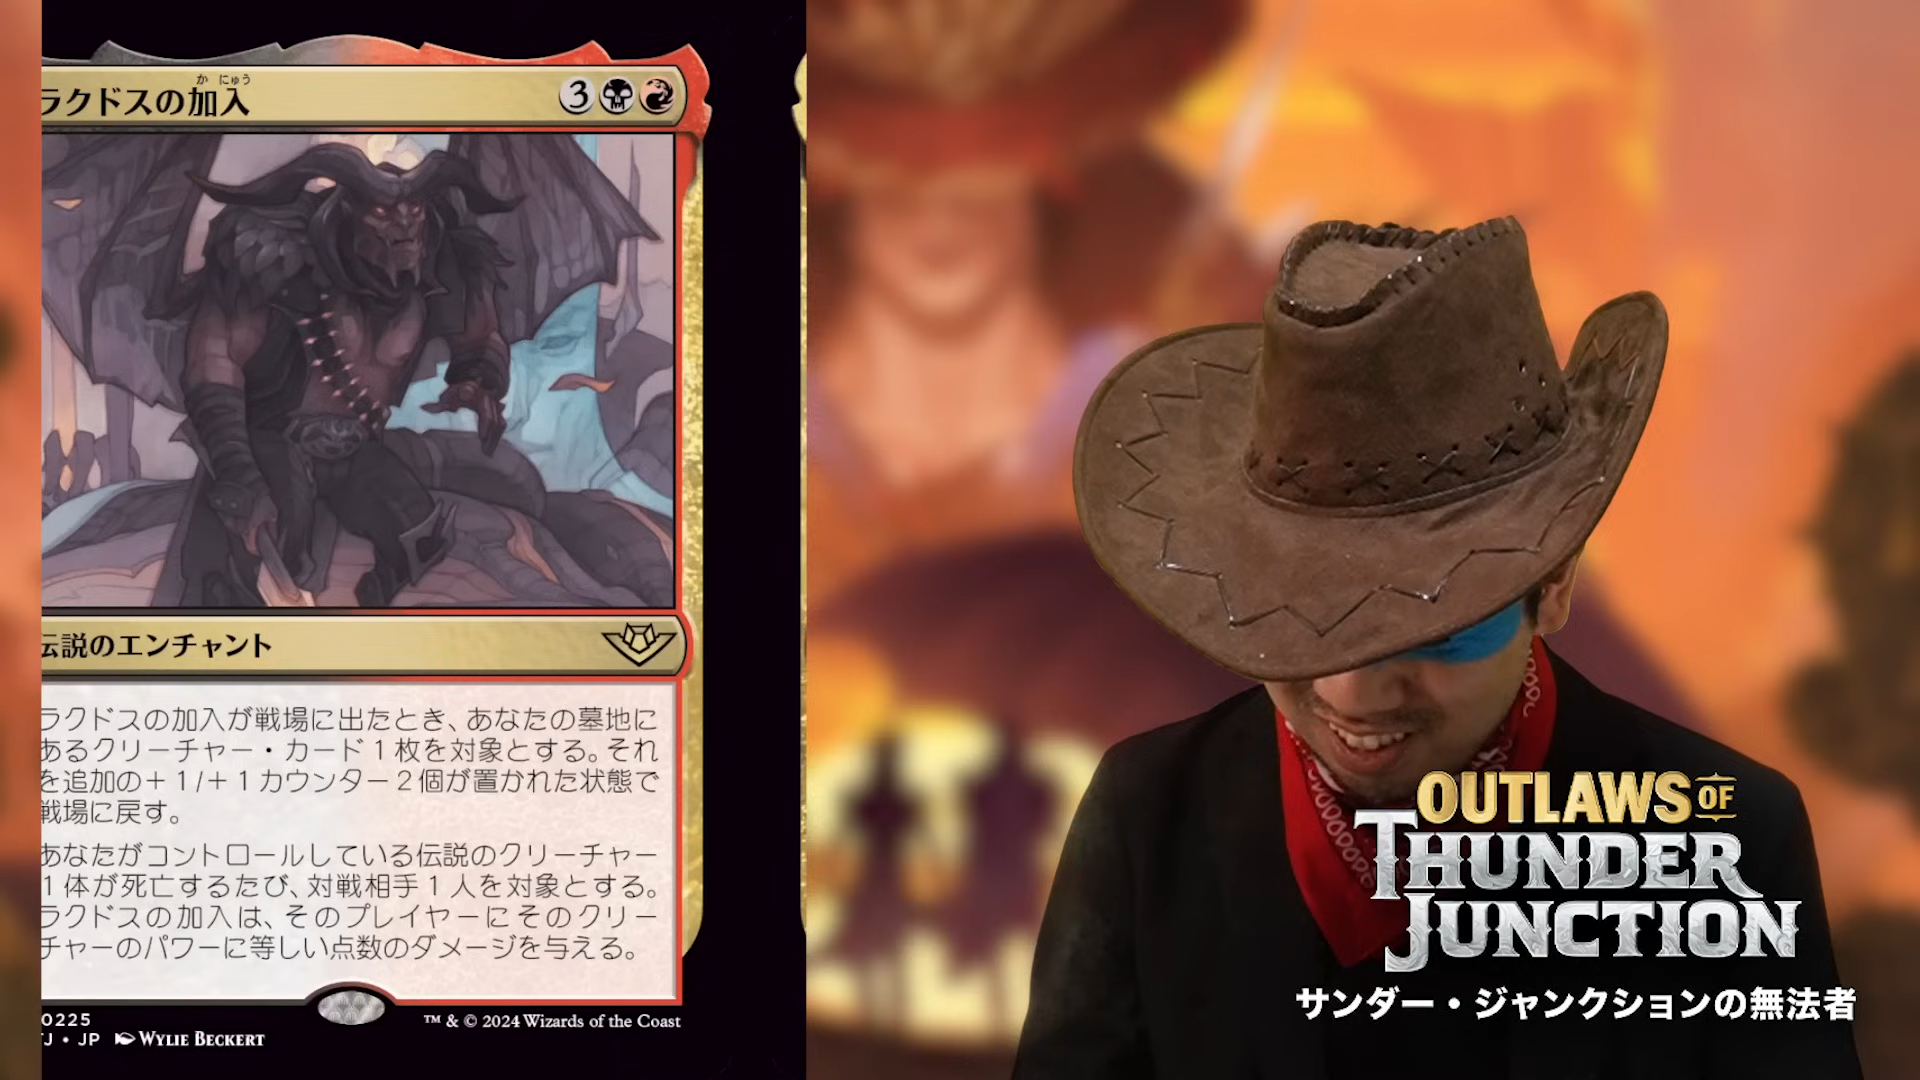 ラクドスの加入
か にゅう
3
伝説のエンチャント
ラクドスの加入が戦場に出たとき、あなたの墓地に
あるクリーチャー・カード1枚を対象とする。それ
を追加の+1/+1カウンター2個が置かれた状態で
戦場に戻す。
あなたがコントロールしている伝説のクリーチャー
1体が死亡するたび、対戦相手1人を対象とする。
ラクドスの加入は、そのプレイヤーにそのクリー
チャーのパワーに等しい点数のダメージを与える。
0225
TJ • JP WYLIE BECKERT
™ & © 2024 Wizards of the Coast
OUTLAWS OF
THUNDER
JUNCTION
サンダー・ジャンクションの無法者